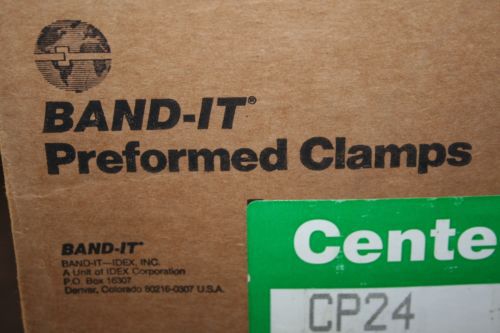 BAND-IT®
Preformed Clamps
BAND-IT®
BAND-IT—IDEX, INC.
A Unit of IDEX Corporation
P.O. Box 16307
Denver, Colorado 80216-0307 U.S.A.
Cente
CP24